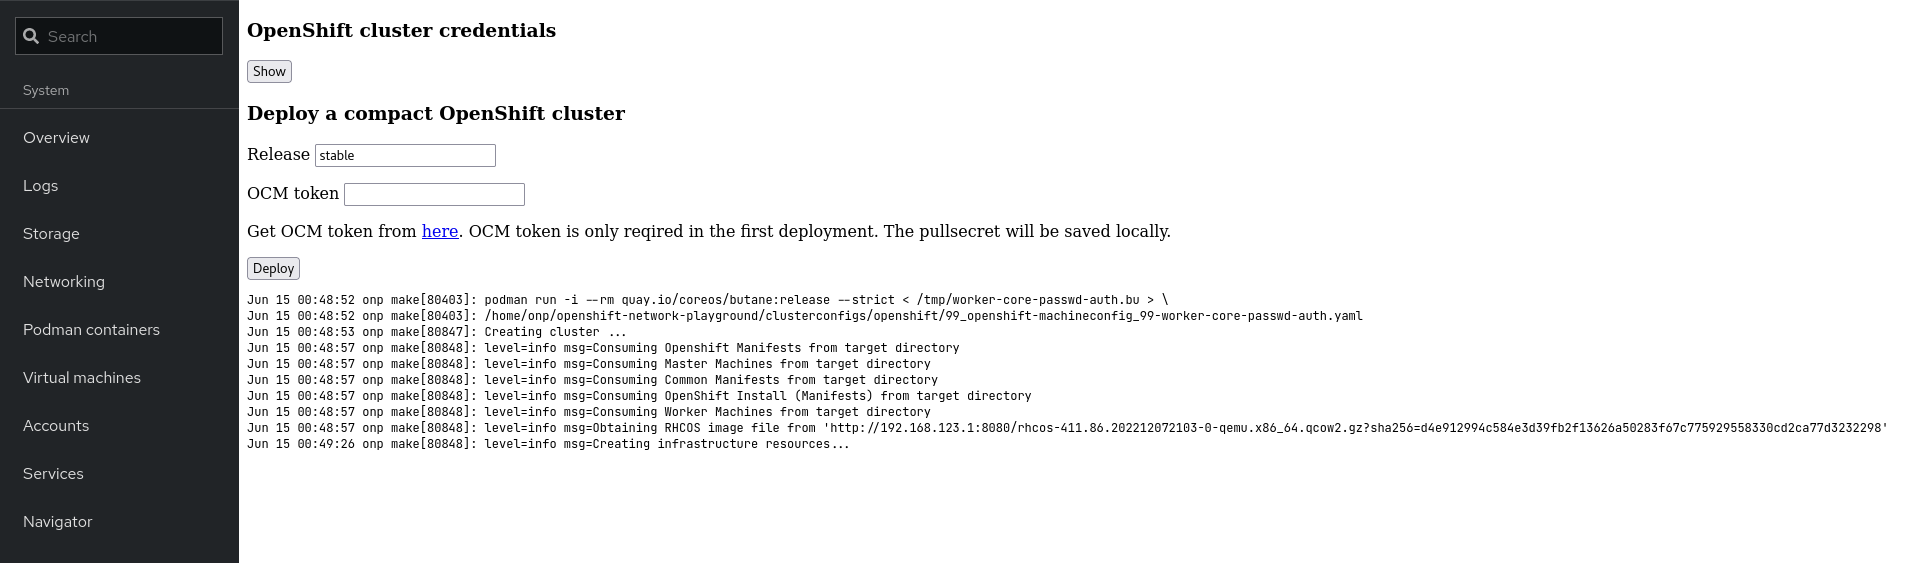 Search
System
Overview
Logs
Storage
Networking
Podman containers
Virtual machines
Accounts
Services
Navigator
OpenShift cluster credentials
Show
Deploy a compact OpenShift cluster
Release stable
OCM token
Get OCM token from here. OCM token is only reqired in the first deployment. The pullsecret will be saved locally.
Deploy
Jun 15 00:48:52 onp make[80403]: podman run -i --rm quay.io/coreos/butane:release --strict < /tmp/worker-core-passwd-auth.bu > \
Jun 15 00:48:52 onp make[80403]: /home/onp/openshift-network-playground/clusterconfigs/openshift/99_openshift-machineconfig_99-worker-core-passwd-auth.yaml
Jun 15 00:48:53 onp make[80847]: Creating cluster ...
Jun 15 00:48:57 onp make[80848]: level=info msg=Consuming Openshift Manifests from target directory
Jun 15 00:48:57 onp make[80848]: level=info msg=Consuming Master Machines from target directory
Jun 15 00:48:57 onp make[80848]: level=info msg=Consuming Common Manifests from target directory
Jun 15 00:48:57 onp make[80848]: level=info msg=Consuming OpenShift Install (Manifests) from target directory
Jun 15 00:48:57 onp make[80848]: level=info msg=Consuming Worker Machines from target directory
Jun 15 00:48:57 onp make[80848]: level=info msg=Obtaining RHCOS image file from 'http://192.168.123.1:8080/rhcos-411.86.202212072103-0-qemu.x86_64.qcow2.gz?sha256=d4e912994c584e3d39fb2f13626a50283f67c775929558330cd2ca77d3232298'
Jun 15 00:49:26 onp make[80848]: level=info msg=Creating infrastructure resources...